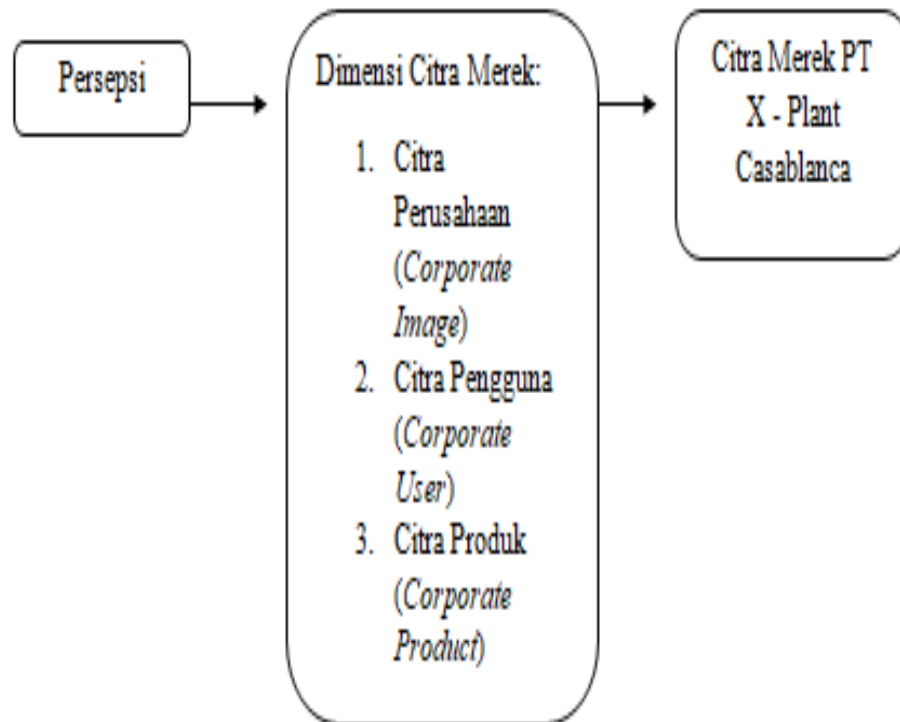 Persepsi
Dimensi Citra Merek:
1. Citra
Perusahaan
(Corporate
Image)
2. Citra Pengguna
(Corporate
User)
3. Citra Produk
(Corporate
Product)
Citra Merek PT
X - Plant
Casablanca